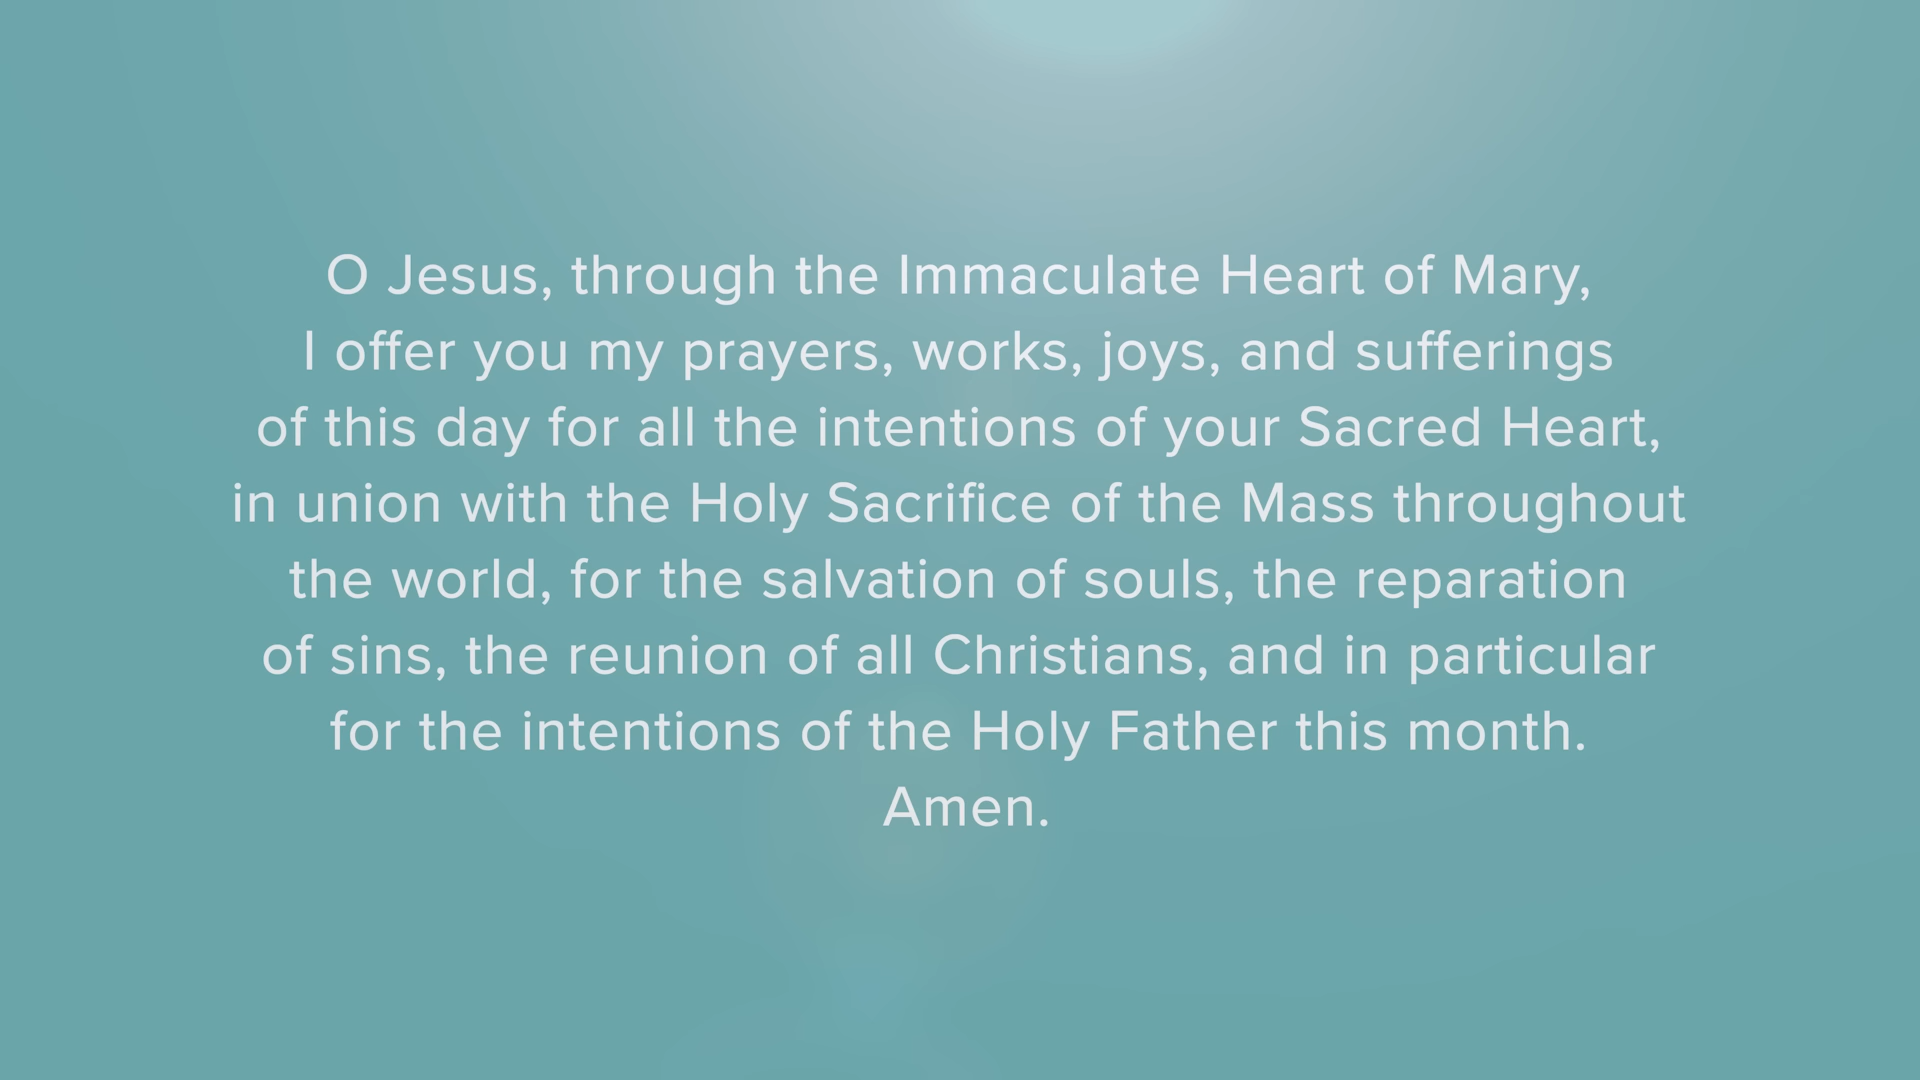 O Jesus, through the Immaculate Heart of Mary,
I offer you my prayers, works, joys, and sufferings
of this day for all the intentions of your Sacred Heart,
in union with the Holy Sacrifice of the Mass throughout
the world, for the salvation of souls, the reparation
of sins, the reunion of all Christians, and in particular
for the intentions of the Holy Father this month.
Amen.